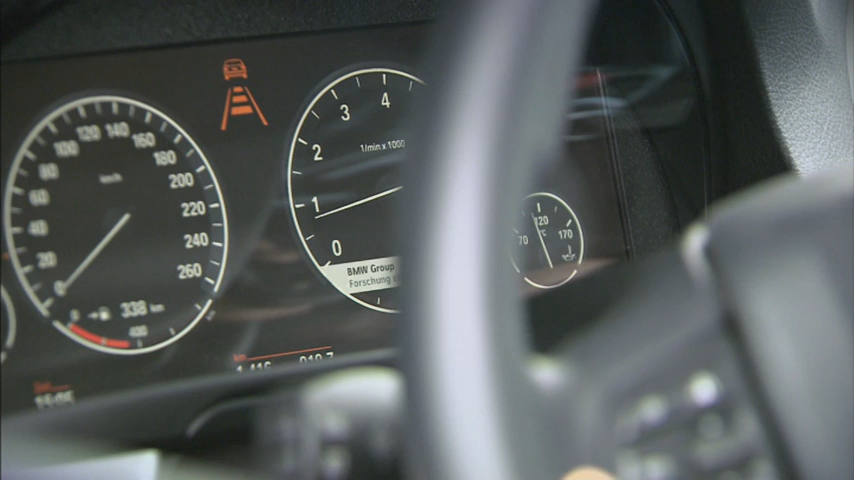 120 140
100 160
80 180
km/h
60 200
40 220
20 240
0 260
338 km
3 4
2
1/min x 1000
1
0
BMW Group
Forschung
120
70 °C 170
km